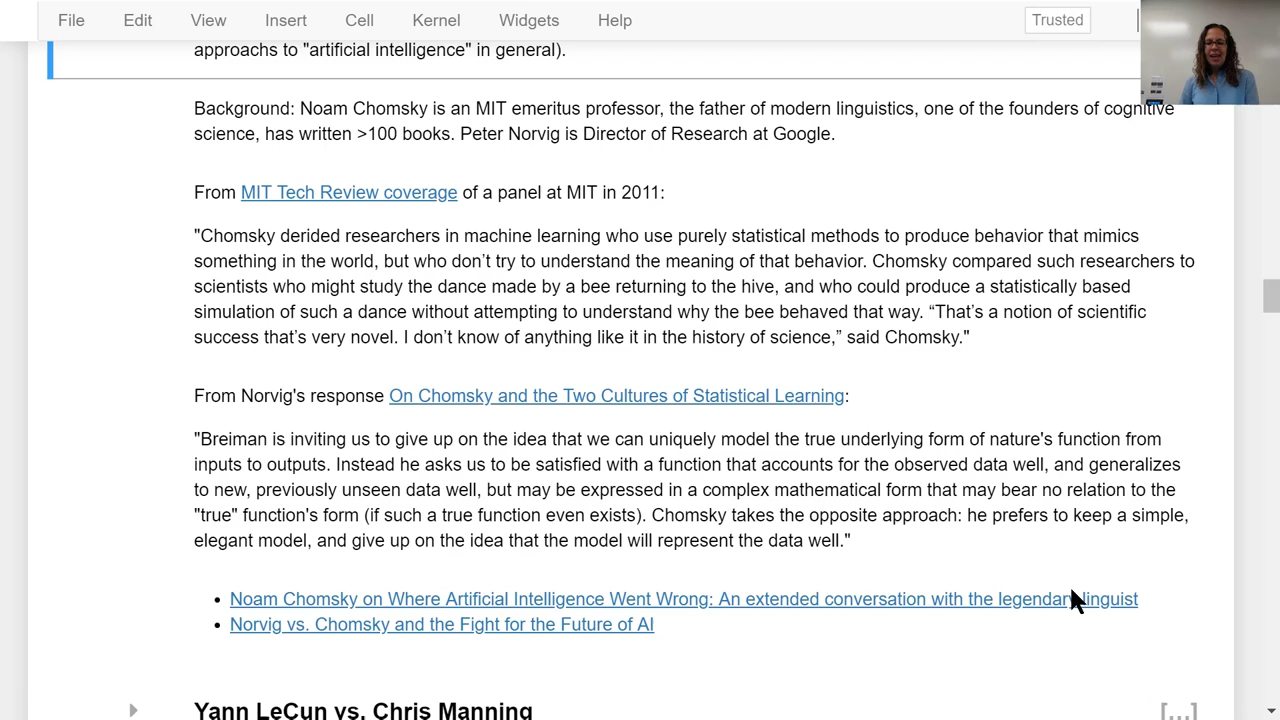 File Edit View Insert Cell Kernel Widgets Help Trusted
approachs to "artificial intelligence" in general).
Background: Noam Chomsky is an MIT emeritus professor, the father of modern linguistics, one of the founders of cognitive
science, has written >100 books. Peter Norvig is Director of Research at Google.
From MIT Tech Review coverage of a panel at MIT in 2011:
"Chomsky derided researchers in machine learning who use purely statistical methods to produce behavior that mimics
something in the world, but who don’t try to understand the meaning of that behavior. Chomsky compared such researchers to
scientists who might study the dance made by a bee returning to the hive, and who could produce a statistically based
simulation of such a dance without attempting to understand why the bee behaved that way. “That’s a notion of scientific
success that’s very novel. I don’t know of anything like it in the history of science,” said Chomsky."
From Norvig's response On Chomsky and the Two Cultures of Statistical Learning:
"Breiman is inviting us to give up on the idea that we can uniquely model the true underlying form of nature's function from
inputs to outputs. Instead he asks us to be satisfied with a function that accounts for the observed data well, and generalizes
to new, previously unseen data well, but may be expressed in a complex mathematical form that may bear no relation to the
"true" function's form (if such a true function even exists). Chomsky takes the opposite approach: he prefers to keep a simple,
elegant model, and give up on the idea that the model will represent the data well."
• Noam Chomsky on Where Artificial Intelligence Went Wrong: An extended conversation with the legendary linguist
• Norvig vs. Chomsky and the Fight for the Future of AI
Yann LeCun vs. Chris Manning [...]